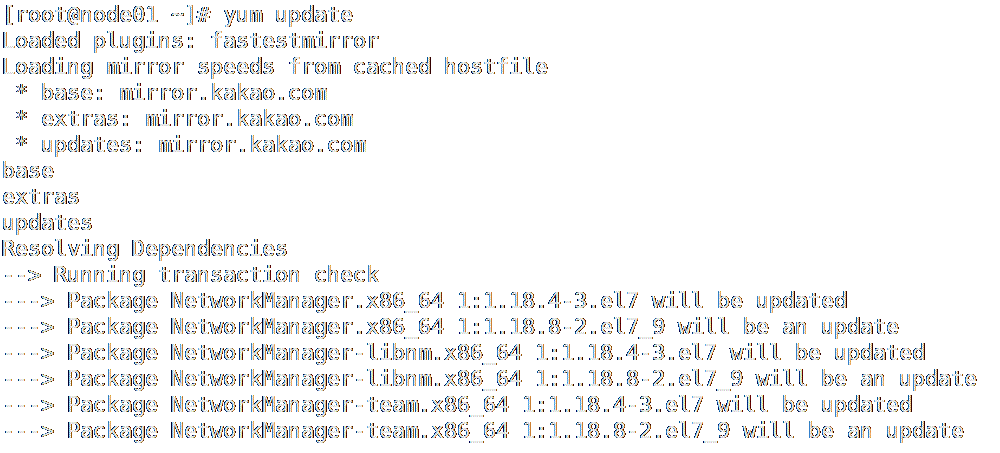 [root@node01 ~]# yum update
Loaded plugins: fastestmirror
Loading mirror speeds from cached hostfile
 * base: mirror.kakao.com
 * extras: mirror.kakao.com
 * updates: mirror.kakao.com
base
extras
updates
Resolving Dependencies
--> Running transaction check
---> Package NetworkManager.x86_64 1:1.18.4-3.el7 will be updated
---> Package NetworkManager.x86_64 1:1.18.8-2.el7_9 will be an update
---> Package NetworkManager-libnm.x86_64 1:1.18.4-3.el7 will be updated
---> Package NetworkManager-libnm.x86_64 1:1.18.8-2.el7_9 will be an update
---> Package NetworkManager-team.x86_64 1:1.18.4-3.el7 will be updated
---> Package NetworkManager-team.x86_64 1:1.18.8-2.el7_9 will be an update